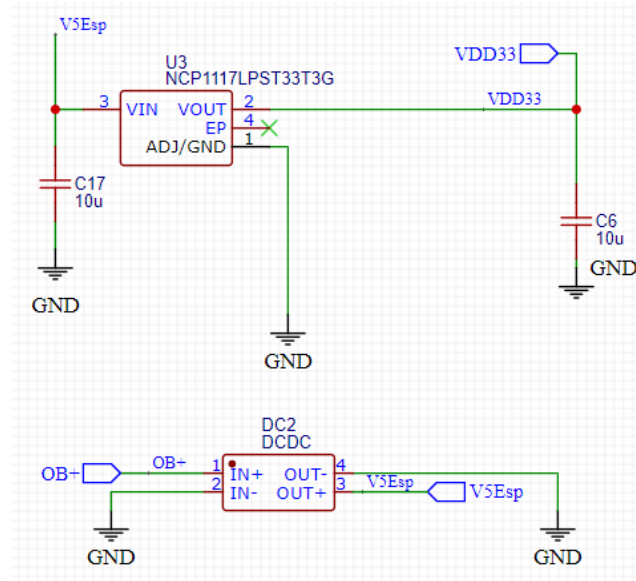 V5Esp
U3
NCP1117LPST33T3G
VDD33
3 VIN VOUT 2 VDD33
EP 4
ADJ/GND 1
C17
10u
C6
10u
GND
GND
GND
DC2
DCDC
OB+ OB+ 1 IN+ OUT- 4
2 IN- OUT+ 3 V5Esp V5Esp
GND
GND